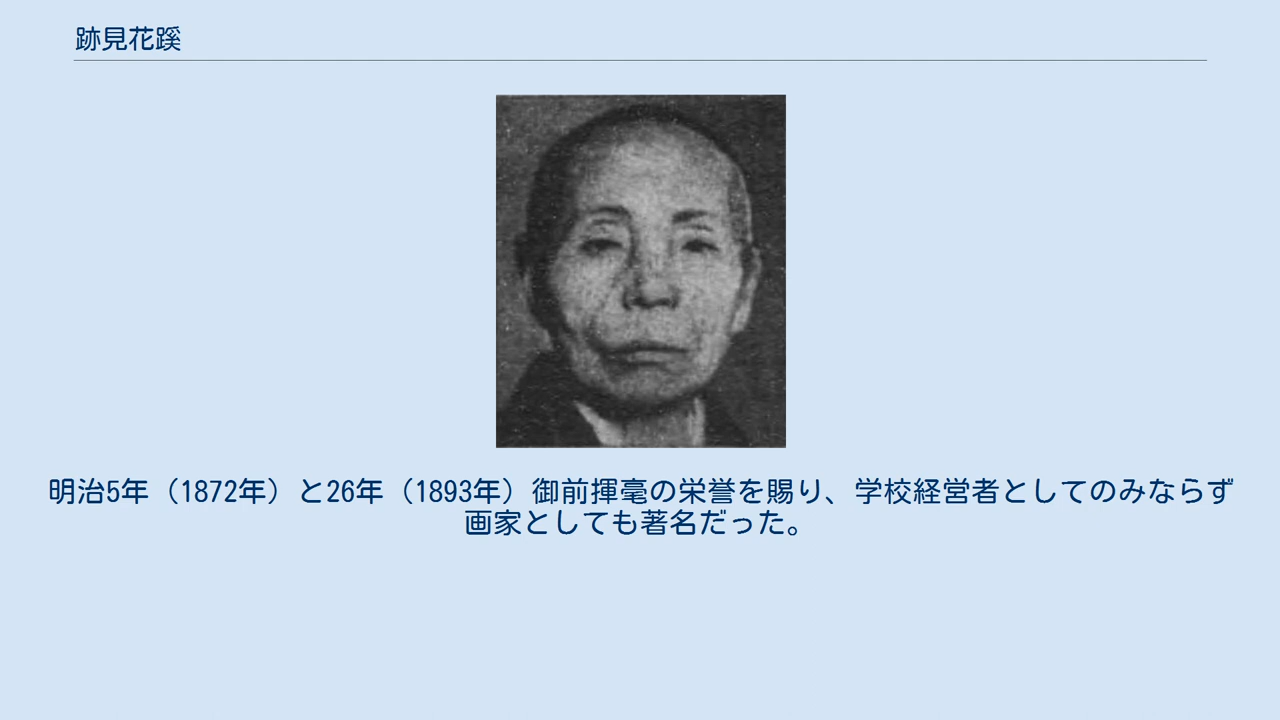 跡見花蹊
明治5年（1872年）と26年（1893年）御前揮毫の栄誉を賜り、学校経営者としてのみならず
画家としても著名だった。